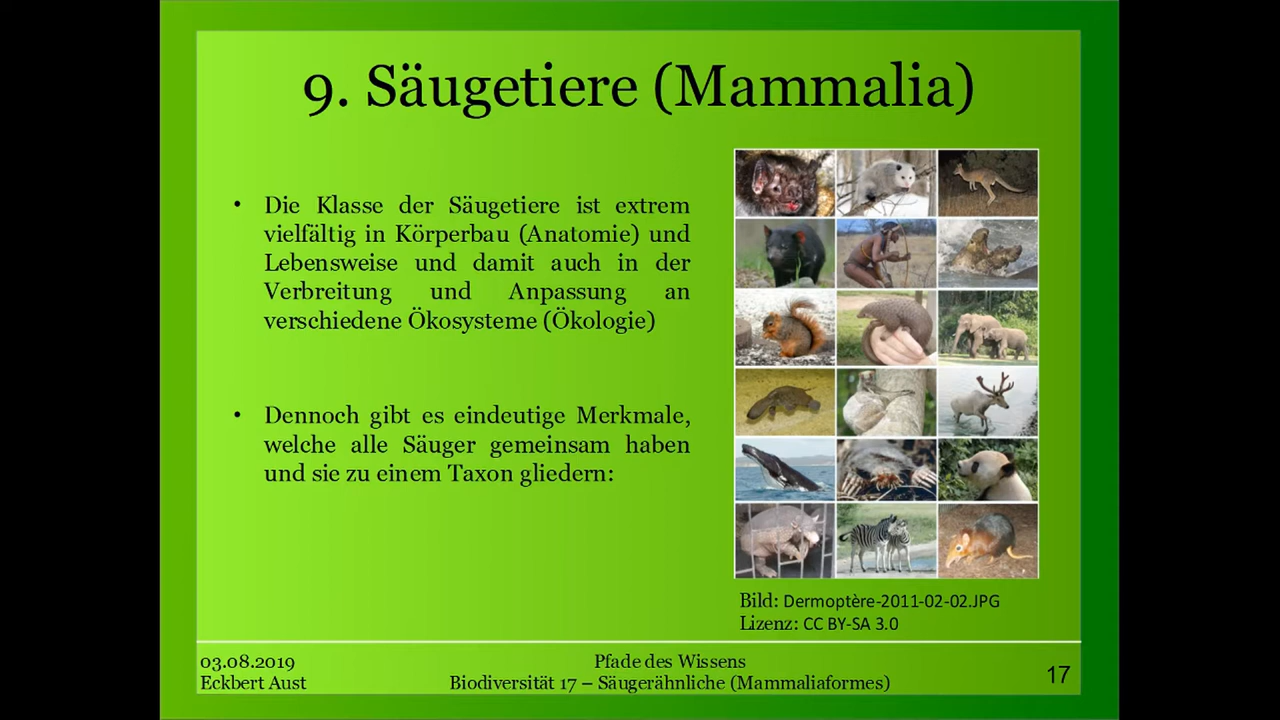 9. Säugetiere (Mammalia)
• Die Klasse der Säugetiere ist extrem
vielfältig in Körperbau (Anatomie) und
Lebensweise und damit auch in der
Verbreitung und Anpassung an
verschiedene Ökosysteme (Ökologie)
• Dennoch gibt es eindeutige Merkmale,
welche alle Säuger gemeinsam haben
und sie zu einem Taxon gliedern:
Bild: Dermoptère-2011-02-02.JPG
Lizenz: CC BY-SA 3.0
03.08.2019
Eckbert Aust
Pfade des Wissens
Biodiversität 17 – Säugerähnliche (Mammaliaformes)
17